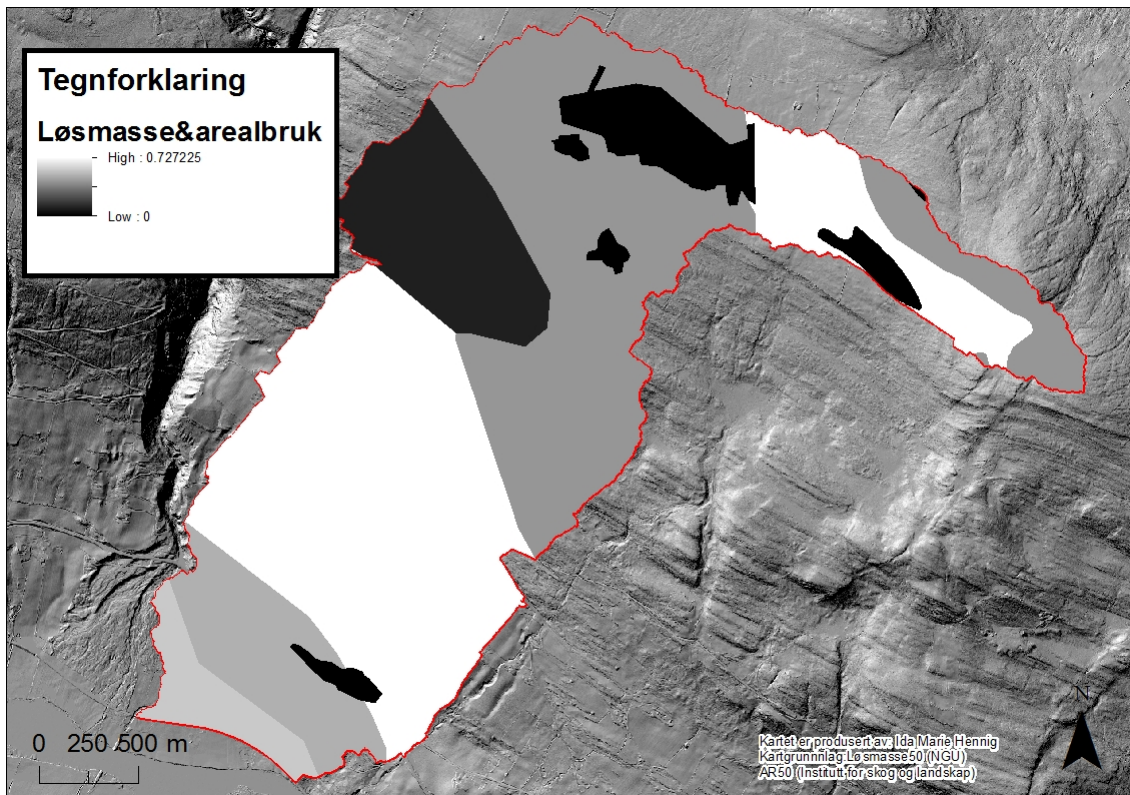 Tegnforklaring
Løsmasse&arealbruk
High : 0.727225
Low : 0
0 250 500 m
N
Kartet er produsert av: Ida Marie Hennig
Kartgrunnlag:Løsmasse50 (NGU)
AR50 (Institutt for skog og landskap)